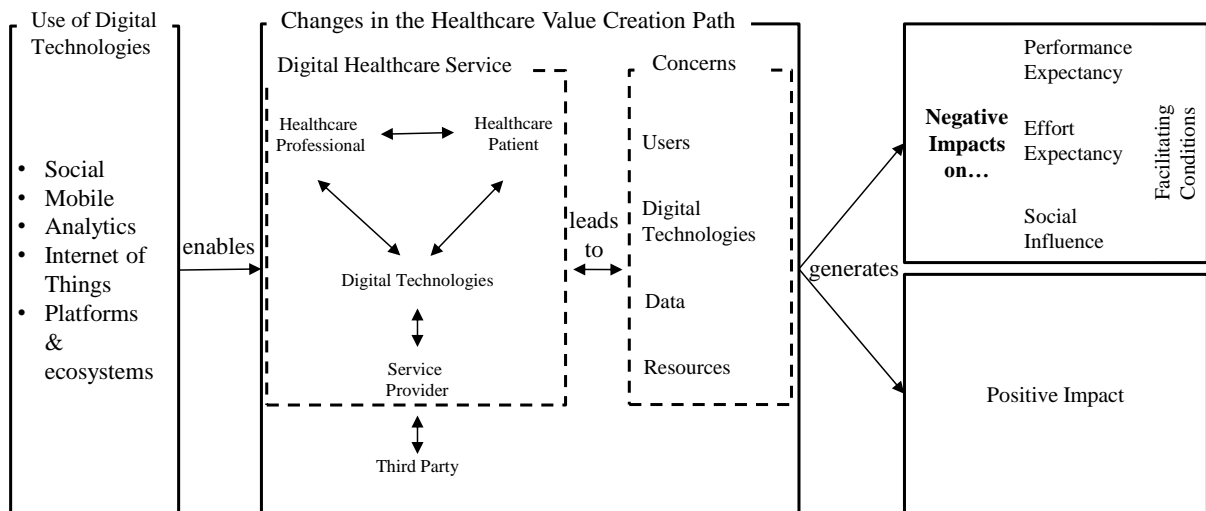 Use of Digital
Technologies
• Social
• Mobile
• Analytics
• Internet of
Things
• Platforms
&
ecosystems
enables
Changes in the Healthcare Value Creation Path
Digital Healthcare Service
Healthcare
Professional
Healthcare
Patient
Digital Technologies
Service
Provider
Third Party
leads
to
Concerns
Users
Digital
Technologies
Data
Resources
generates
Negative
Impacts
on…
Performance
Expectancy
Effort
Expectancy
Social
Influence
Facilitating
Conditions
Positive Impact